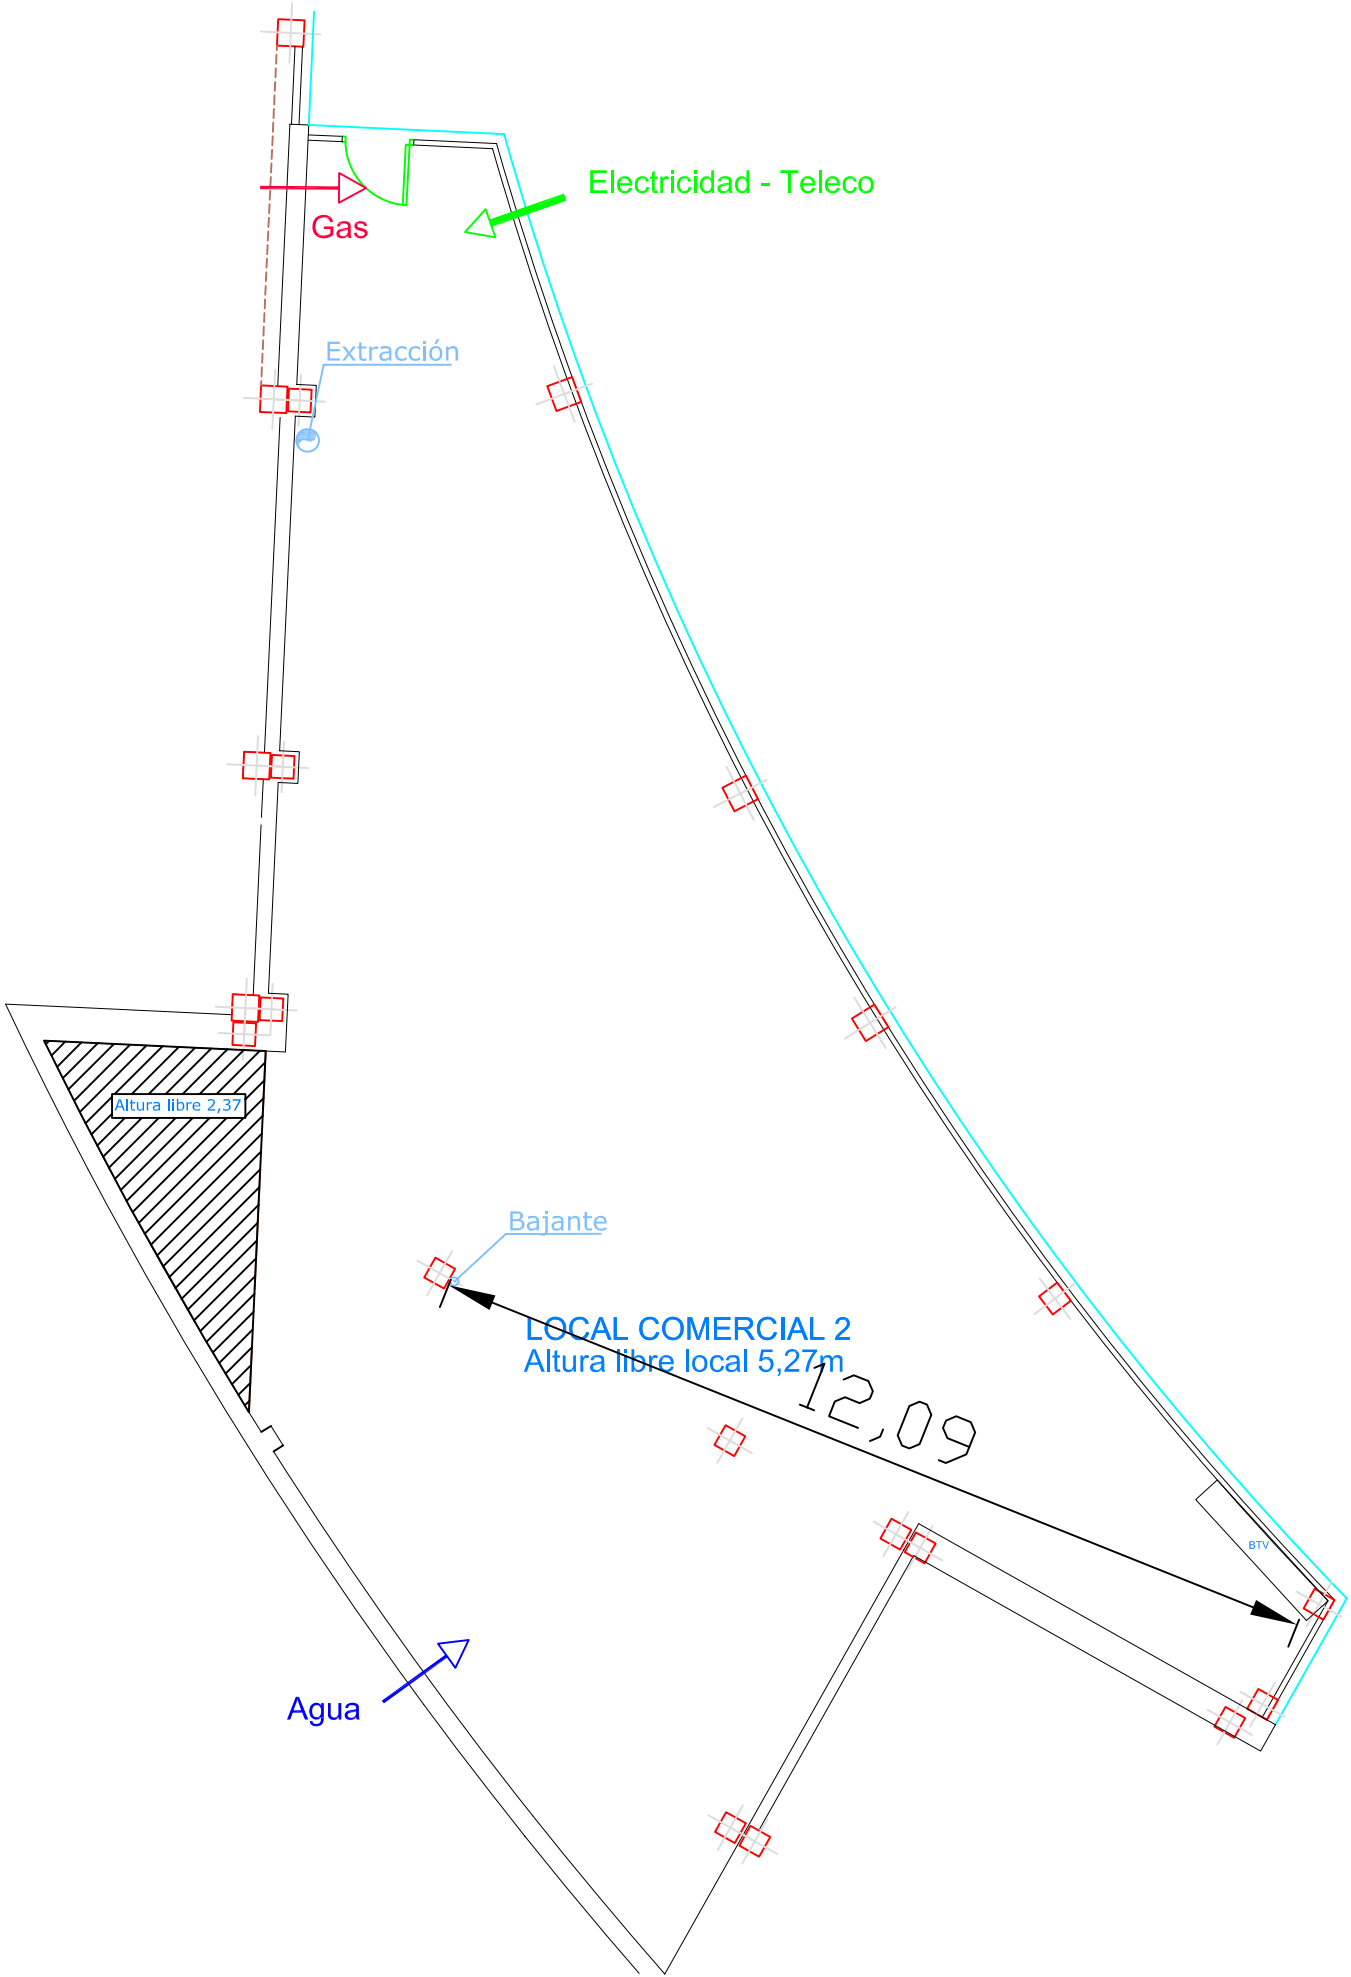 Electricidad - Teleco
Gas
Extracción
Altura libre 2,37
Bajante
LOCAL COMERCIAL 2
Altura libre local 5,27m
12,09
BTV
Agua